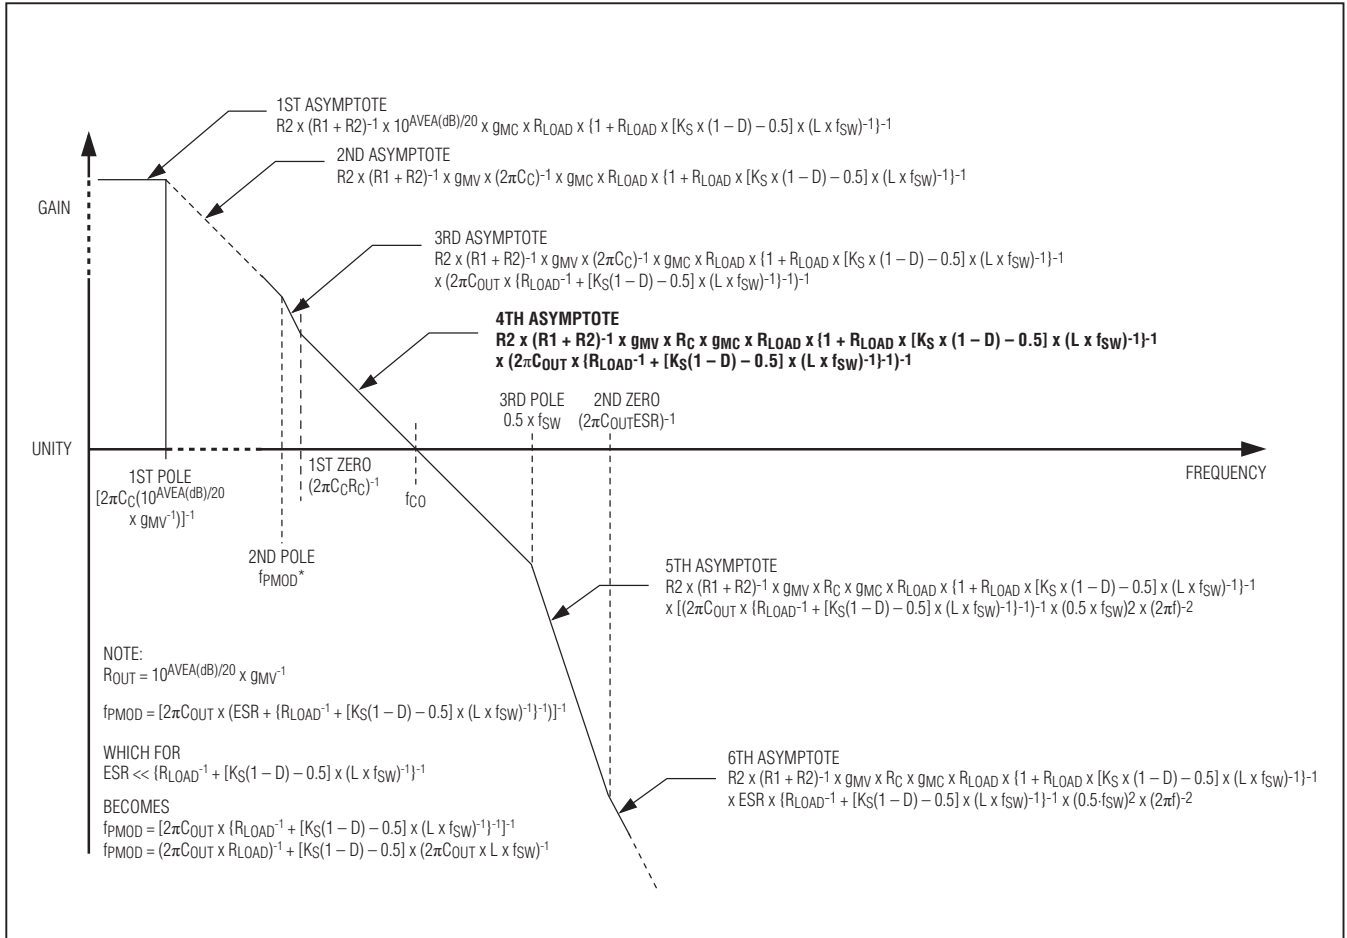 1ST ASYMPTOTE
R2 x (R1 + R2)⁻¹ x 10^AVEA(dB)/20 x gMC x RLOAD x {1 + RLOAD x [KS x (1 – D) – 0.5] x (L x fSW)⁻¹}⁻¹
2ND ASYMPTOTE
R2 x (R1 + R2)⁻¹ x gMV x (2πCC)⁻¹ x gMC x RLOAD x {1 + RLOAD x [KS x (1 – D) – 0.5] x (L x fSW)⁻¹}⁻¹
GAIN
3RD ASYMPTOTE
R2 x (R1 + R2)⁻¹ x gMV x (2πCC)⁻¹ x gMC x RLOAD x {1 + RLOAD x [KS x (1 – D) – 0.5] x (L x fSW)⁻¹}⁻¹
x (2πCOUT x {RLOAD⁻¹ + [KS(1 – D) – 0.5] x (L x fSW)⁻¹}⁻¹)⁻¹
4TH ASYMPTOTE
R2 x (R1 + R2)⁻¹ x gMV x RC x gMC x RLOAD x {1 + RLOAD x [KS x (1 – D) – 0.5] x (L x fSW)⁻¹}⁻¹
x (2πCOUT x {RLOAD⁻¹ + [KS(1 – D) – 0.5] x (L x fSW)⁻¹}⁻¹)⁻¹
3RD POLE
0.5 x fSW
2ND ZERO
(2πCOUTESR)⁻¹
UNITY
FREQUENCY
1ST POLE
[2πCC(10^AVEA(dB)/20
x gMV⁻¹)]⁻¹
1ST ZERO
(2πCCRC)⁻¹
fCO
2ND POLE
fPMOD*
5TH ASYMPTOTE
R2 x (R1 + R2)⁻¹ x gMV x RC x gMC x RLOAD x {1 + RLOAD x [KS x (1 – D) – 0.5] x (L x fSW)⁻¹}⁻¹
x [(2πCOUT x {RLOAD⁻¹ + [KS(1 – D) – 0.5] x (L x fSW)⁻¹}⁻¹)⁻¹ x (0.5 x fSW)² x (2πf)⁻²
NOTE:
ROUT = 10^AVEA(dB)/20 x gMV⁻¹
fPMOD = [2πCOUT x (ESR + {RLOAD⁻¹ + [KS(1 – D) – 0.5] x (L x fSW)⁻¹}⁻¹)]⁻¹
WHICH FOR
ESR << {RLOAD⁻¹ + [KS(1 – D) – 0.5] x (L x fSW)⁻¹}⁻¹
BECOMES
fPMOD = [2πCOUT x {RLOAD⁻¹ + [KS(1 – D) – 0.5] x (L x fSW)⁻¹}⁻¹]⁻¹
fPMOD = (2πCOUT x RLOAD)⁻¹ + [KS(1 – D) – 0.5] x (2πCOUT x L x fSW)⁻¹
6TH ASYMPTOTE
R2 x (R1 + R2)⁻¹ x gMV x RC x gMC x RLOAD x {1 + RLOAD x [KS x (1 – D) – 0.5] x (L x fSW)⁻¹}⁻¹
x ESR x {RLOAD⁻¹ + [KS(1 – D) – 0.5] x (L x fSW)⁻¹}⁻¹ x (0.5·fSW)² x (2πf)⁻²